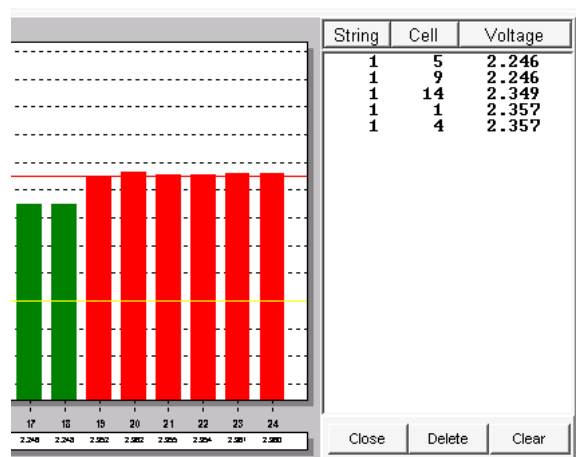 String Cell Voltage
1 5 2.246
1 9 2.246
1 14 2.349
1 1 2.357
1 4 2.357
17 18 19 20 21 22 23 24
Close Delete Clear